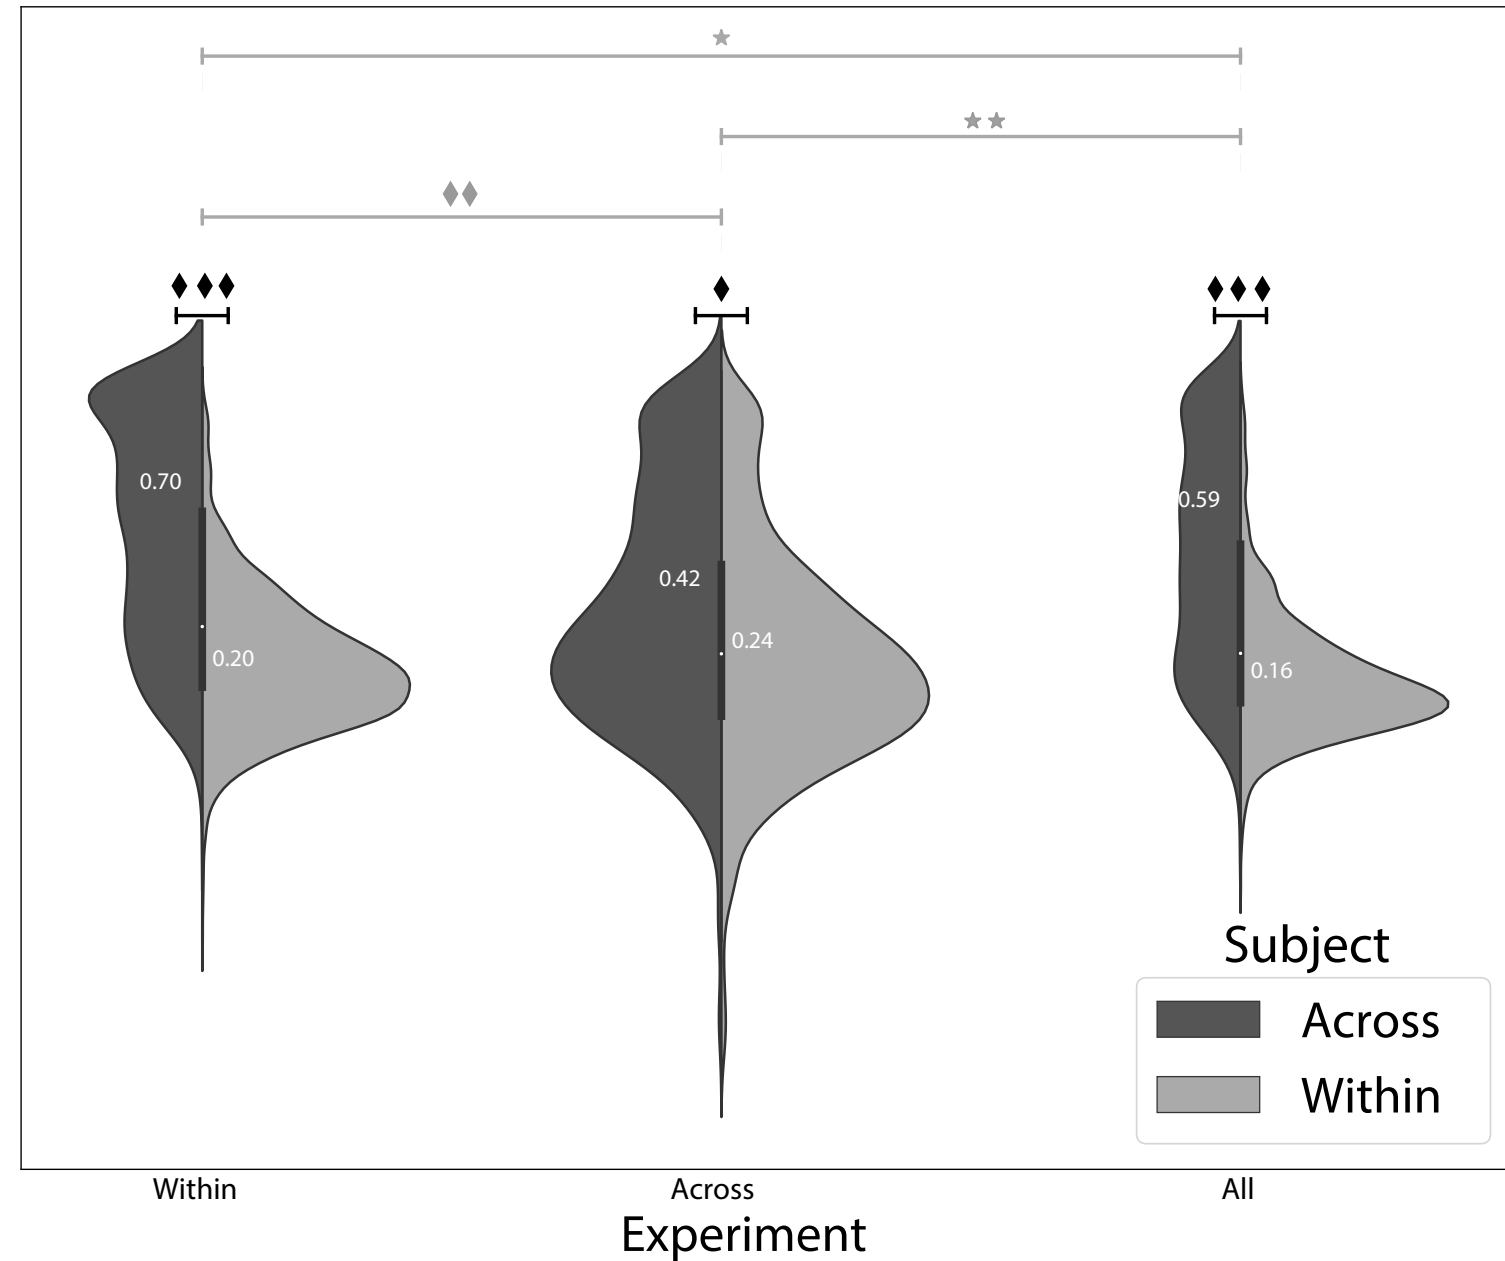 0.70
0.20
0.42
0.24
0.59
0.16
Subject
Across
Within
Within
Across
All
Experiment